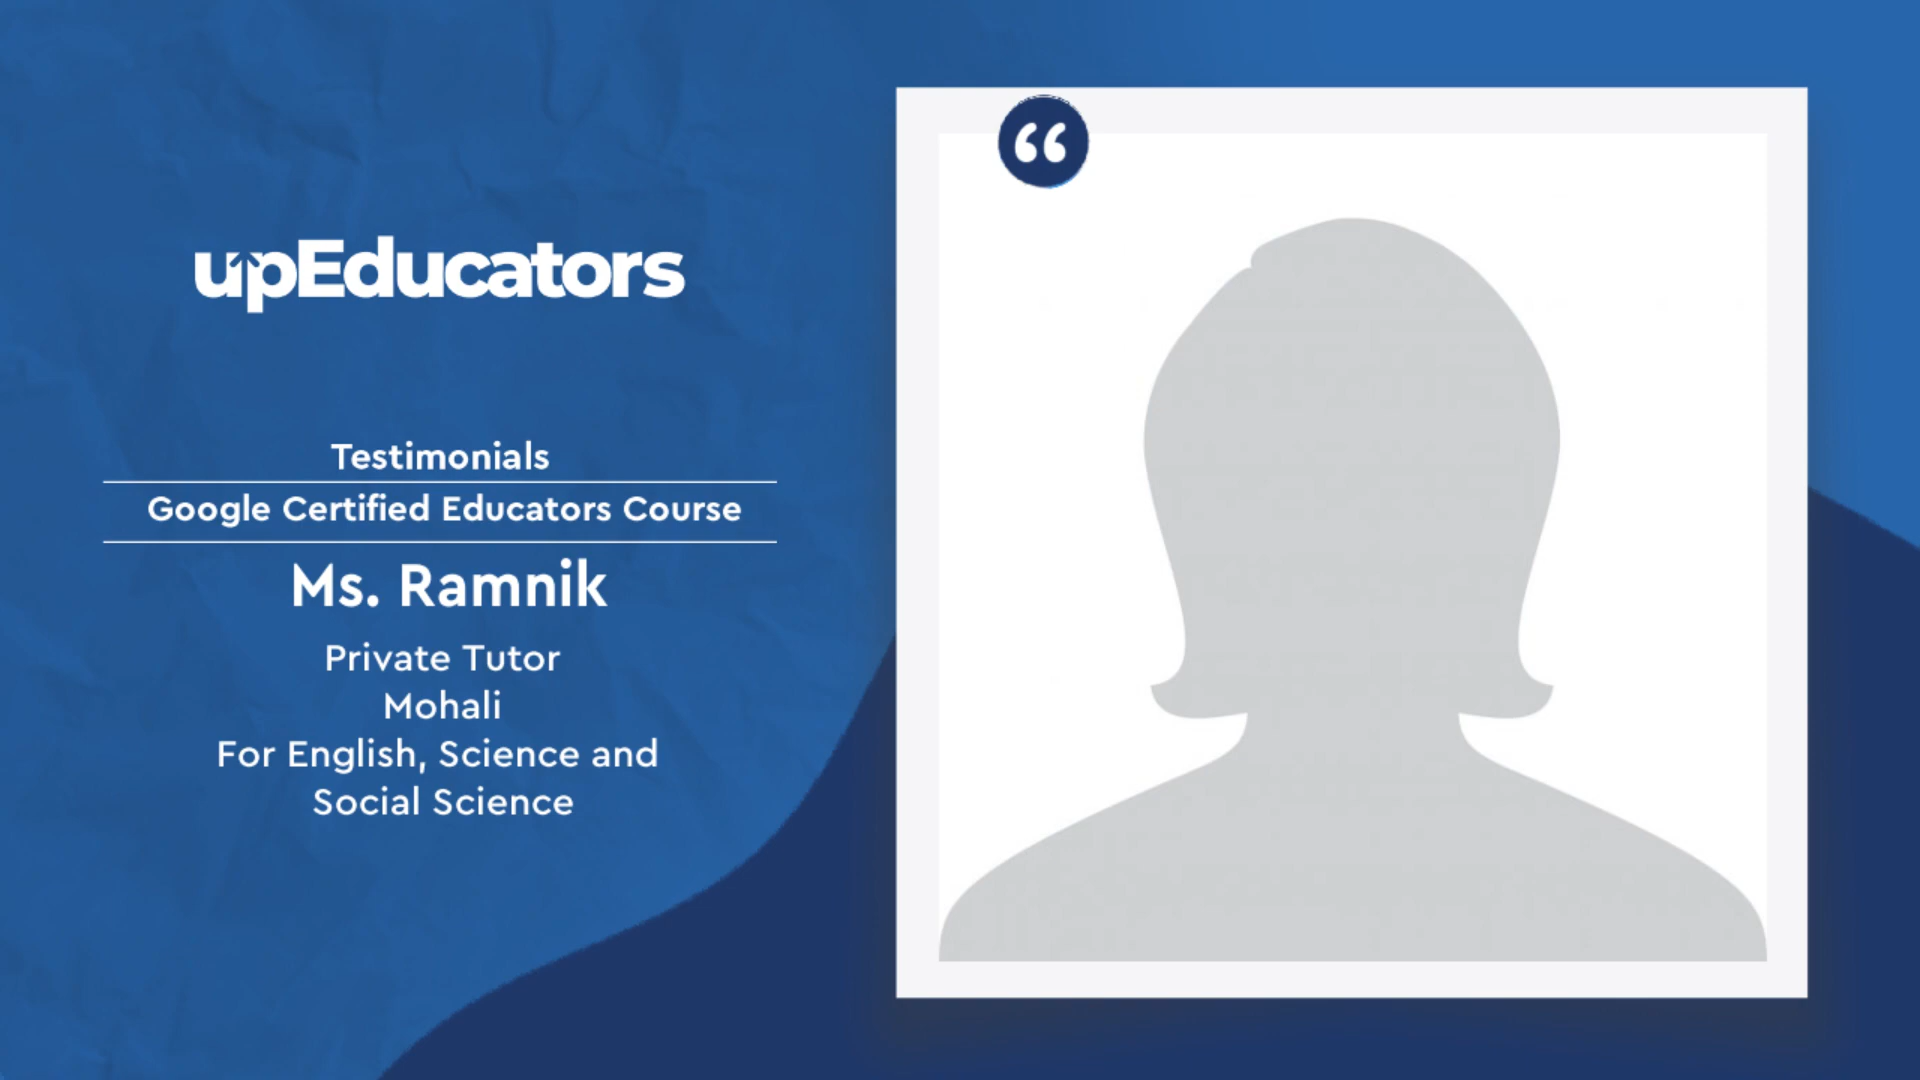 upEducators
Testimonials
Google Certified Educators Course
Ms. Ramnik
Private Tutor
Mohali
For English, Science and
Social Science